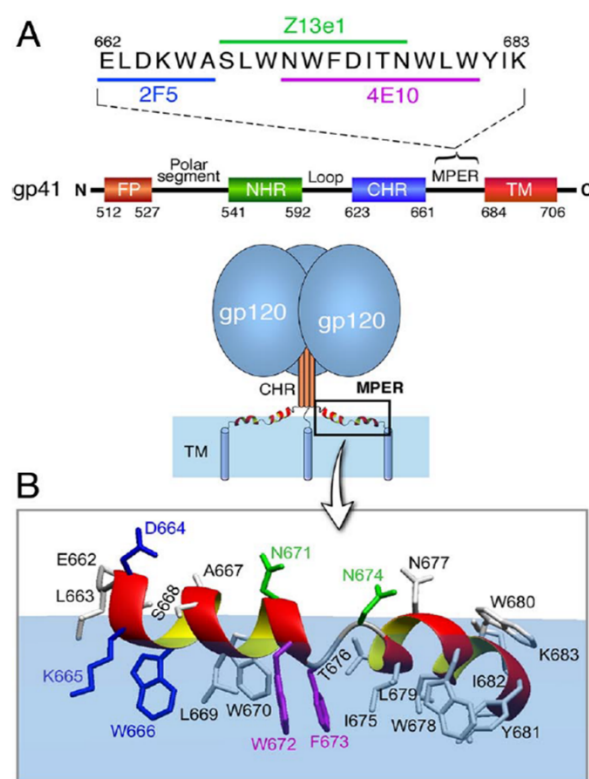 A
Z13e1
662 683
ELDKWASLWNWFDITNWLWYIK
2F5 4E10
gp41 N FP Polar segment NHR Loop CHR MPER TM C
512 527 541 592 623 661 684 706
gp120 gp120
CHR MPER
TM
B
D664
E662 A667 N671 N677
L663 S668 N674 W680
K683
K665 T676 L679 I682
W666 L669 W670 I675 W678 Y681
W672 F673